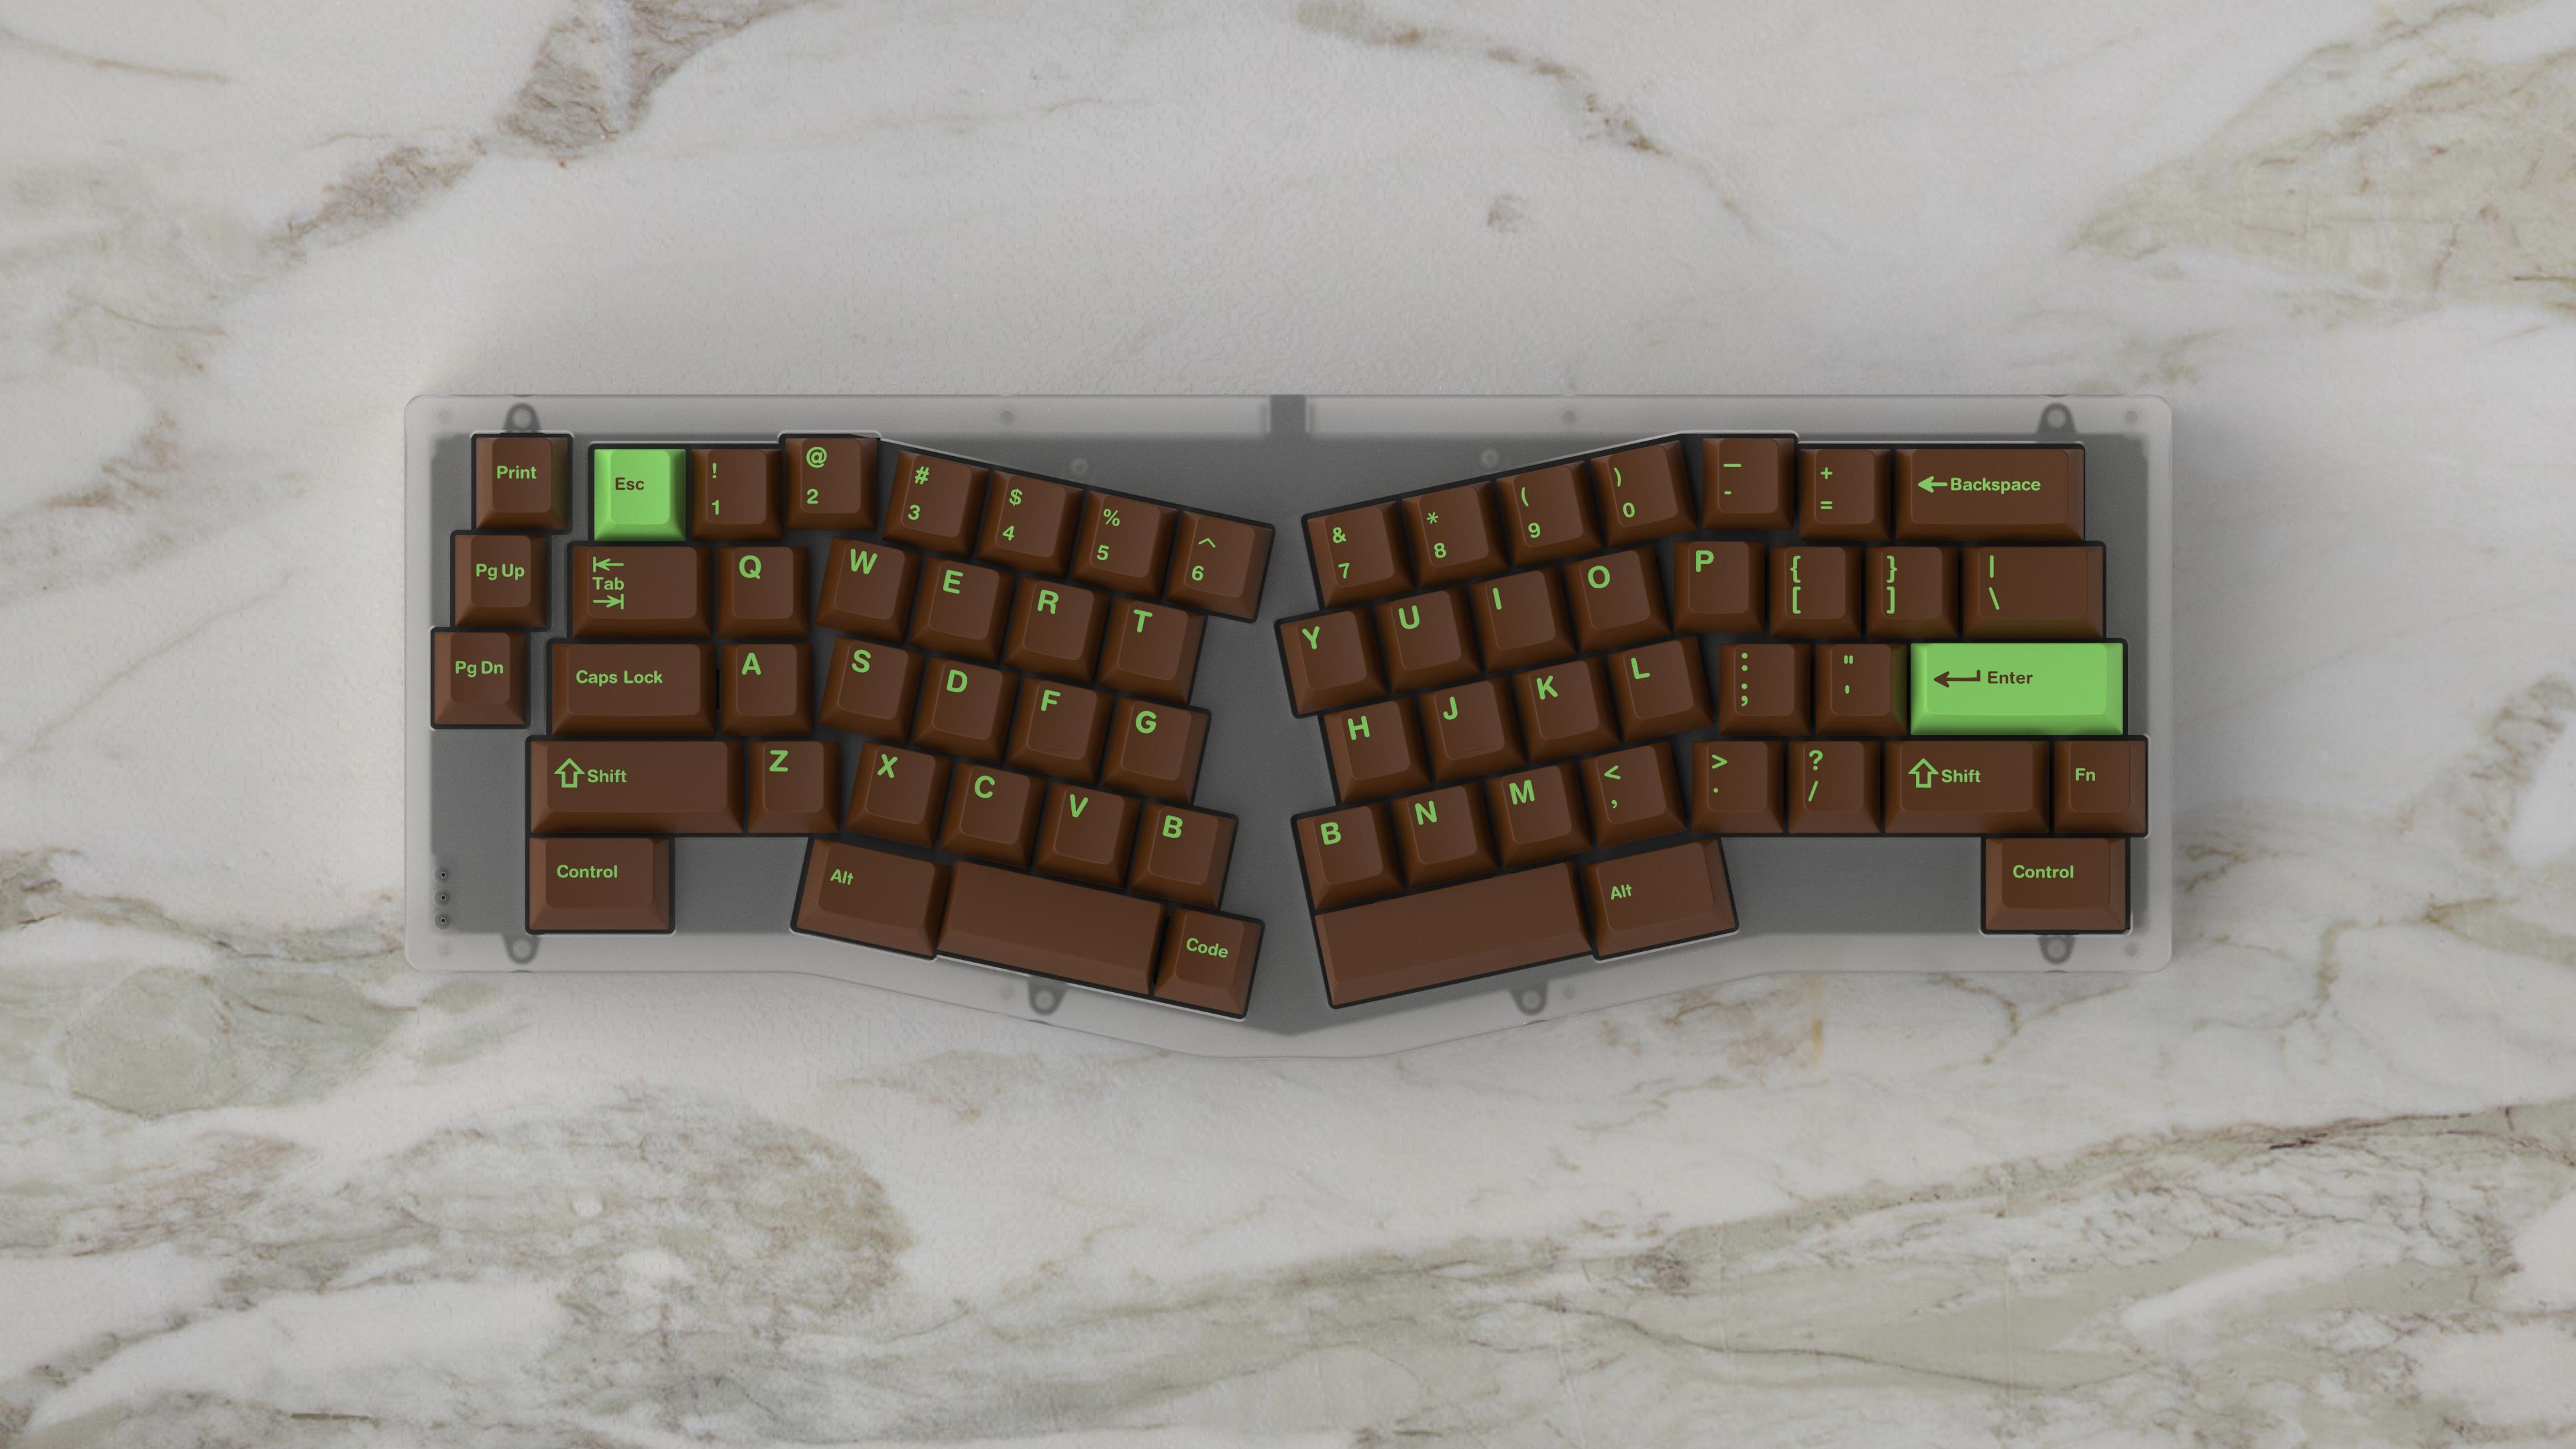 Print
Esc
!
1
@
2
#
3
$
4
%
5
^
6
&
7
*
8
(
9
)
0
—
-
+
=
←Backspace
Pg Up
Tab
Q
W
E
R
T
Y
U
I
O
P
{
[
}
]
|
\
Pg Dn
Caps Lock
A
S
D
F
G
H
J
K
L
:
;
"
'
Enter
Shift
Z
X
C
V
B
B
N
M
<
,
>
.
?
/
Shift
Fn
Control
Alt
Code
Alt
Control